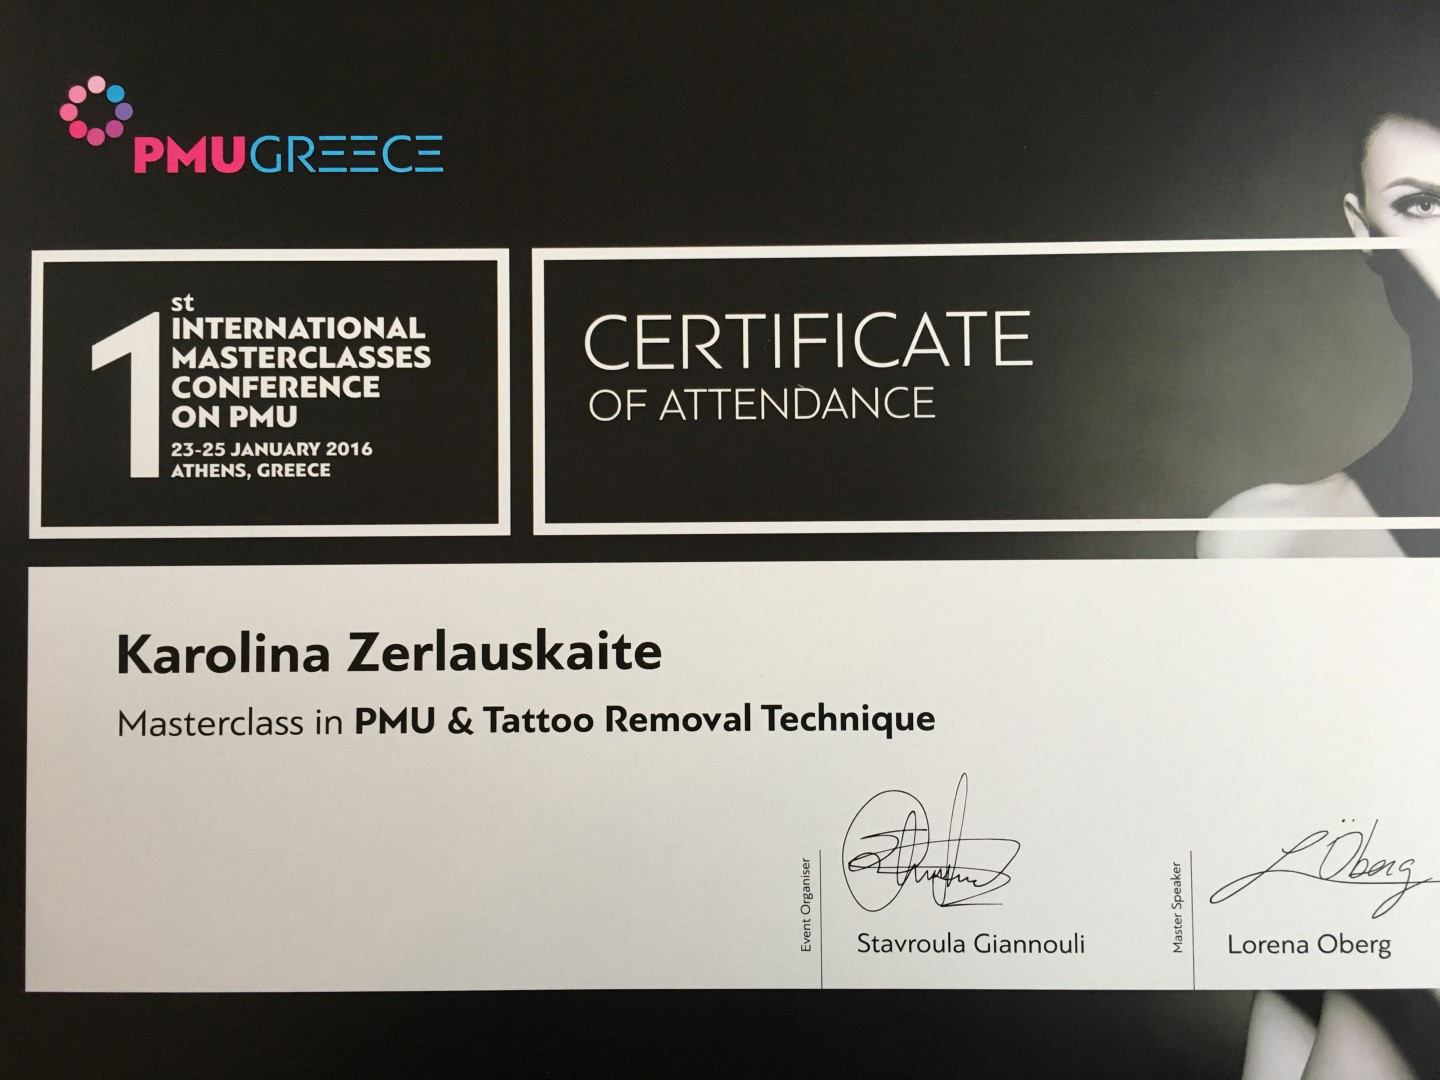 PMUGREECE
1st
INTERNATIONAL
MASTERCLASSES
CONFERENCE
ON PMU
23-25 JANUARY 2016
ATHENS, GREECE
CERTIFICATE
OF ATTENDANCE
Karolina Zerlauskaite
Masterclass in PMU & Tattoo Removal Technique
Event Organiser
Stavroula Giannouli
Master Speaker
L Öberg
Lorena Oberg